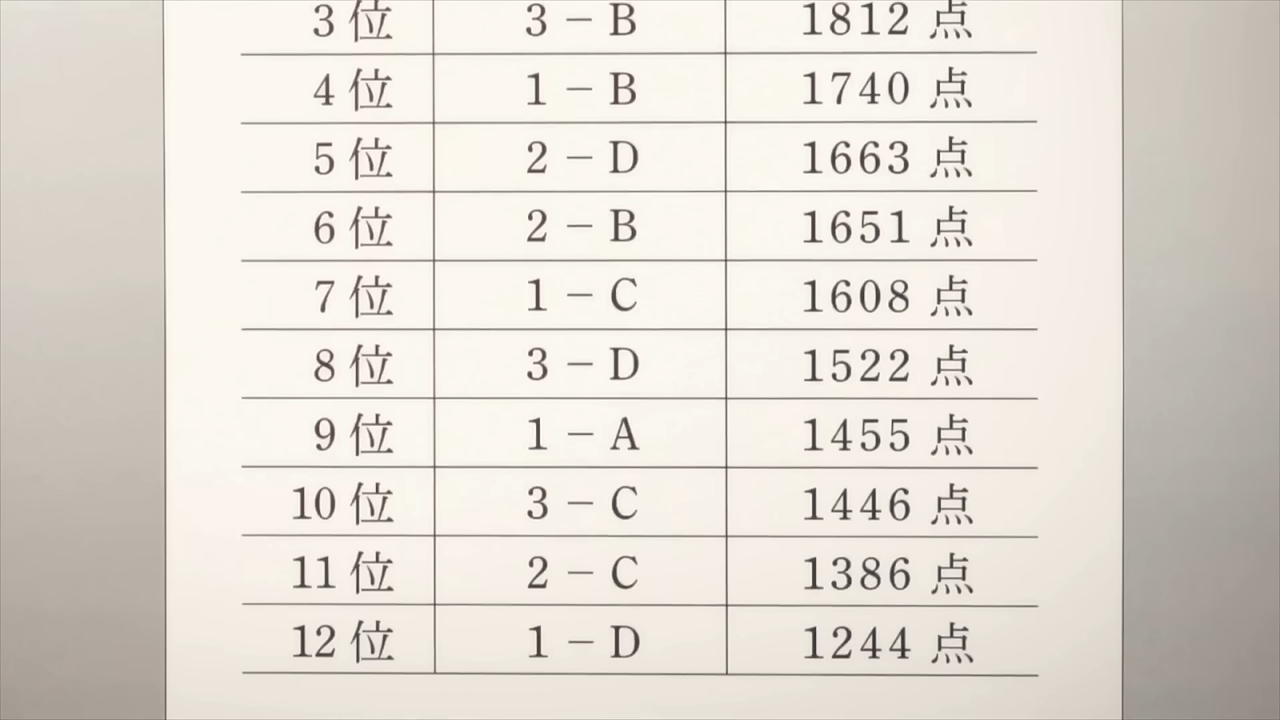 3位 3－B 1812点
4位 1－B 1740点
5位 2－D 1663点
6位 2－B 1651点
7位 1－C 1608点
8位 3－D 1522点
9位 1－A 1455点
10位 3－C 1446点
11位 2－C 1386点
12位 1－D 1244点